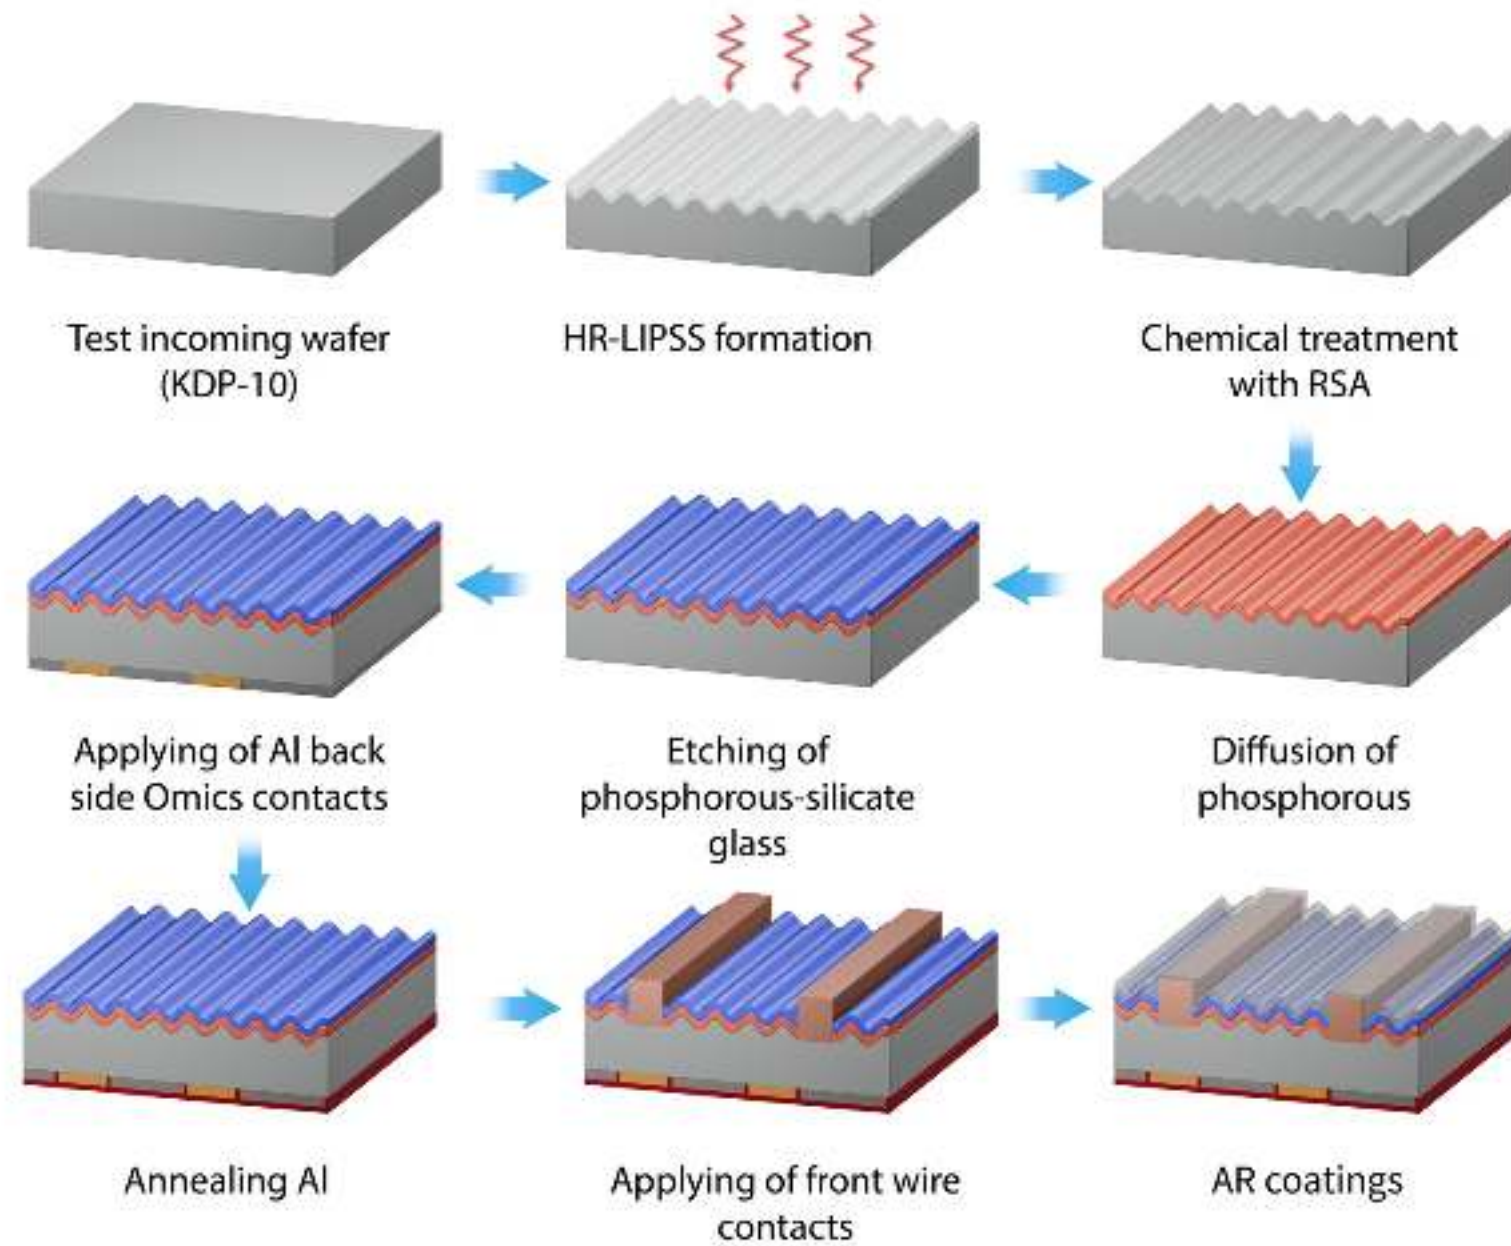 Test incoming wafer
(KDP-10)
HR-LIPSS formation
Chemical treatment
with RSA
Applying of Al back
side Omics contacts
Etching of
phosphorous-silicate
glass
Diffusion of
phosphorous
Annealing Al
Applying of front wire
contacts
AR coatings